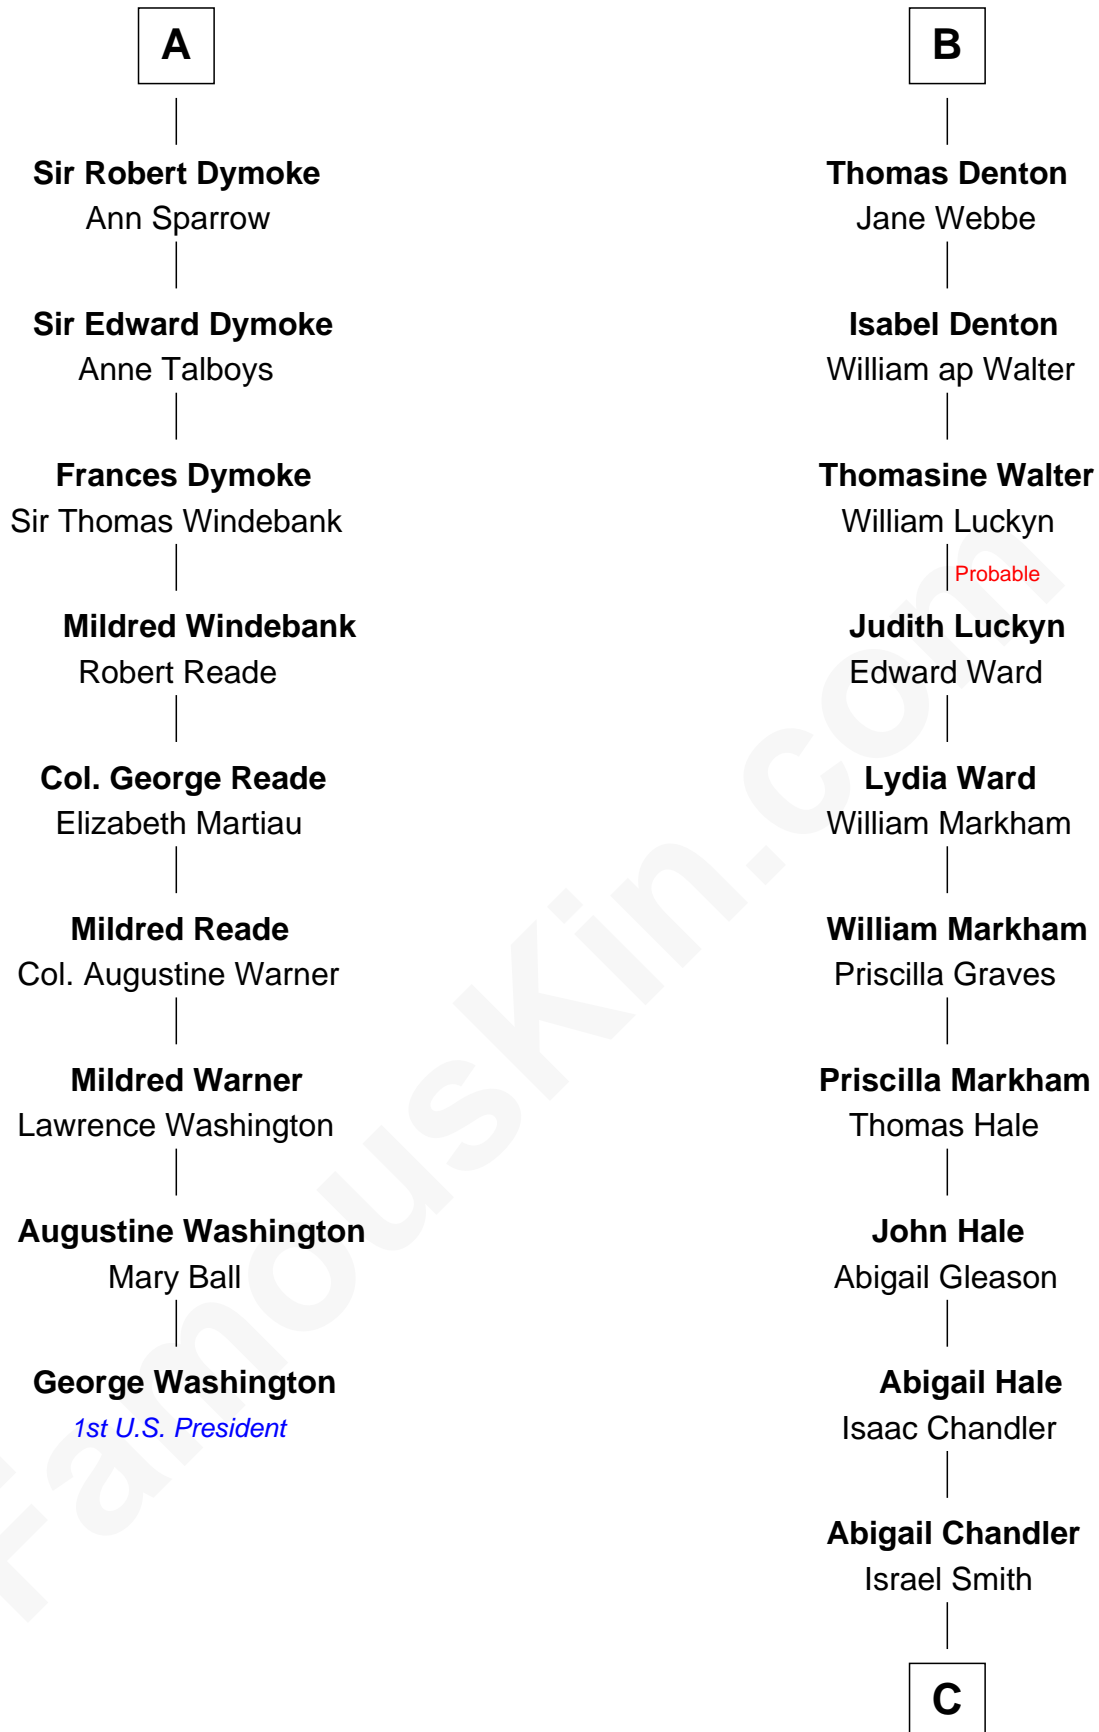 A
Sir Robert Dymoke
Ann Sparrow
Sir Edward Dymoke
Anne Talboys
Frances Dymoke
Sir Thomas Windebank
Mildred Windebank
Robert Reade
Col. George Reade
Elizabeth Martiau
Mildred Reade
Col. Augustine Warner
Mildred Warner
Lawrence Washington
Augustine Washington
Mary Ball
George Washington
1st U.S. President
B
Thomas Denton
Jane Webbe
Isabel Denton
William ap Walter
Thomasine Walter
William Luckyn
Probable
Judith Luckyn
Edward Ward
Lydia Ward
William Markham
William Markham
Priscilla Graves
Priscilla Markham
Thomas Hale
John Hale
Abigail Gleason
Abigail Hale
Isaac Chandler
Abigail Chandler
Israel Smith
C
FamousKin.com